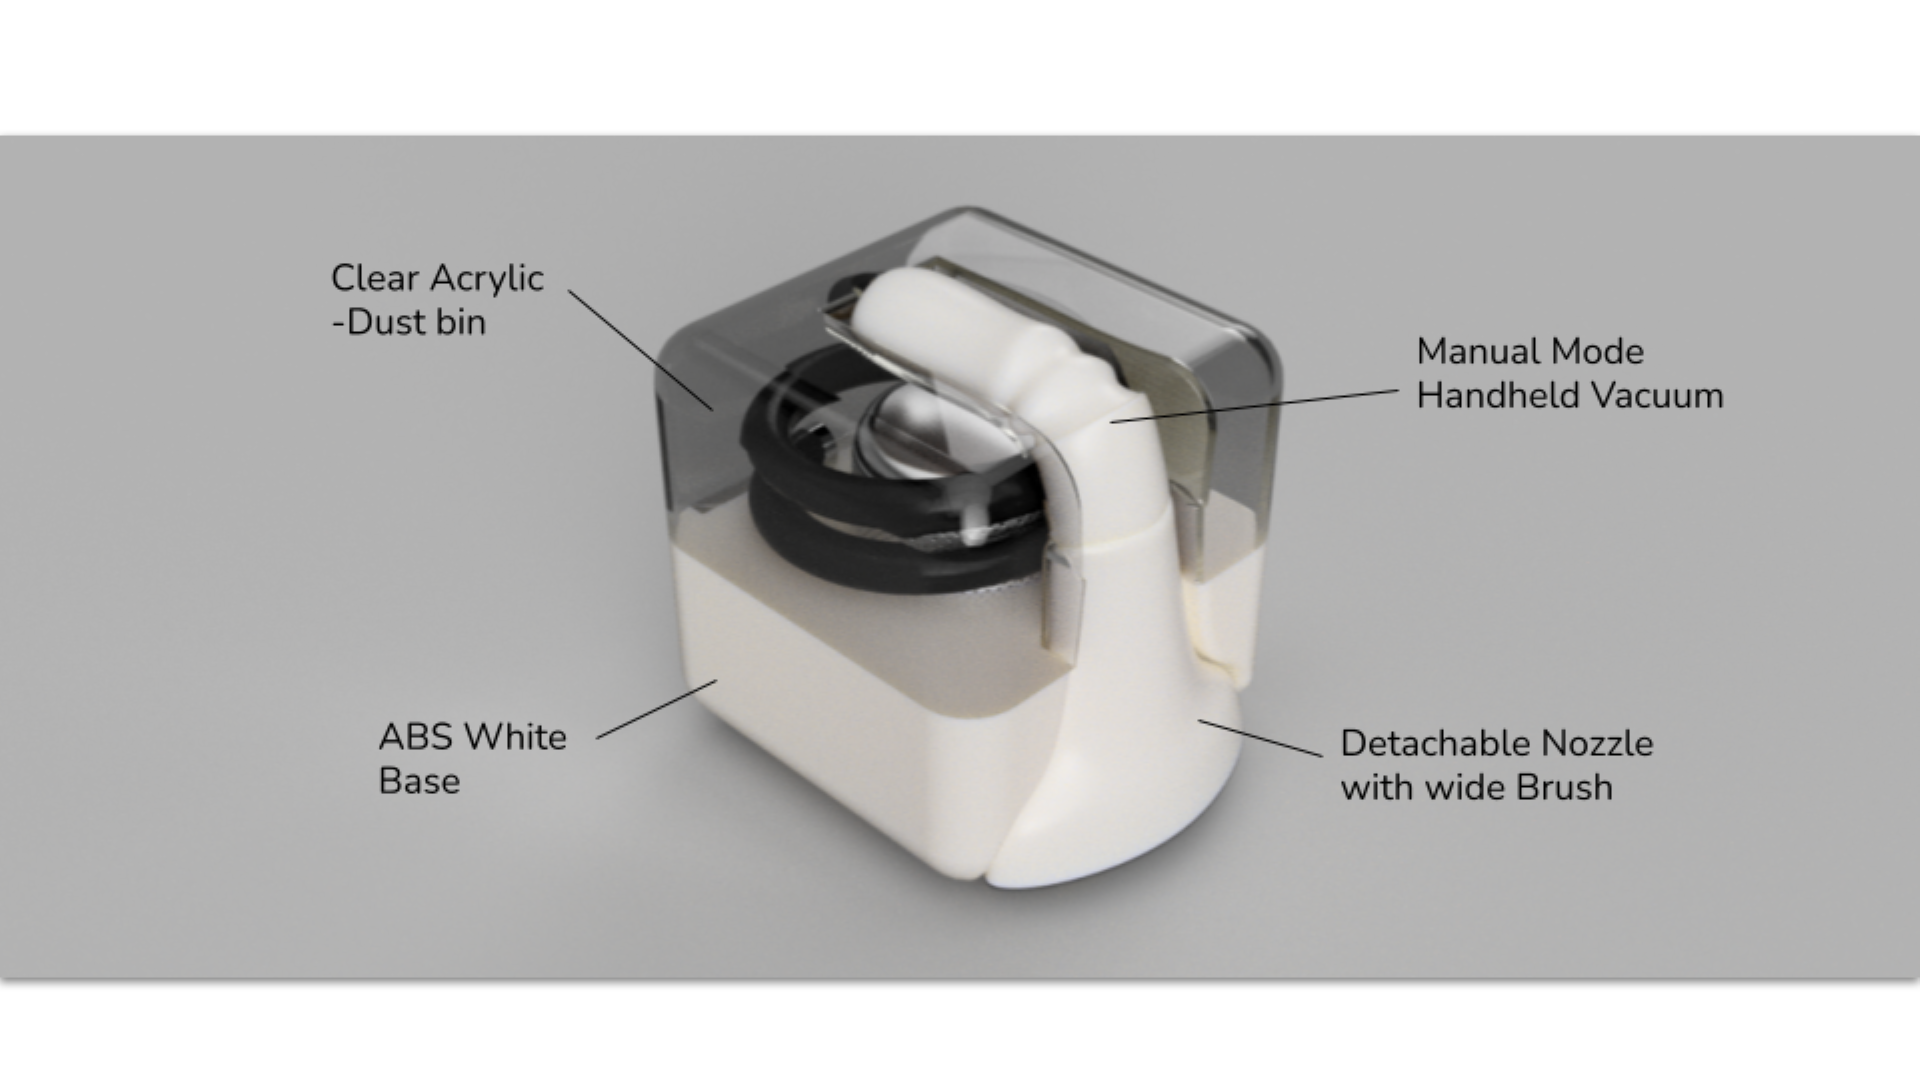 Clear Acrylic
-Dust bin
Manual Mode
Handheld Vacuum
ABS White
Base
Detachable Nozzle
with wide Brush